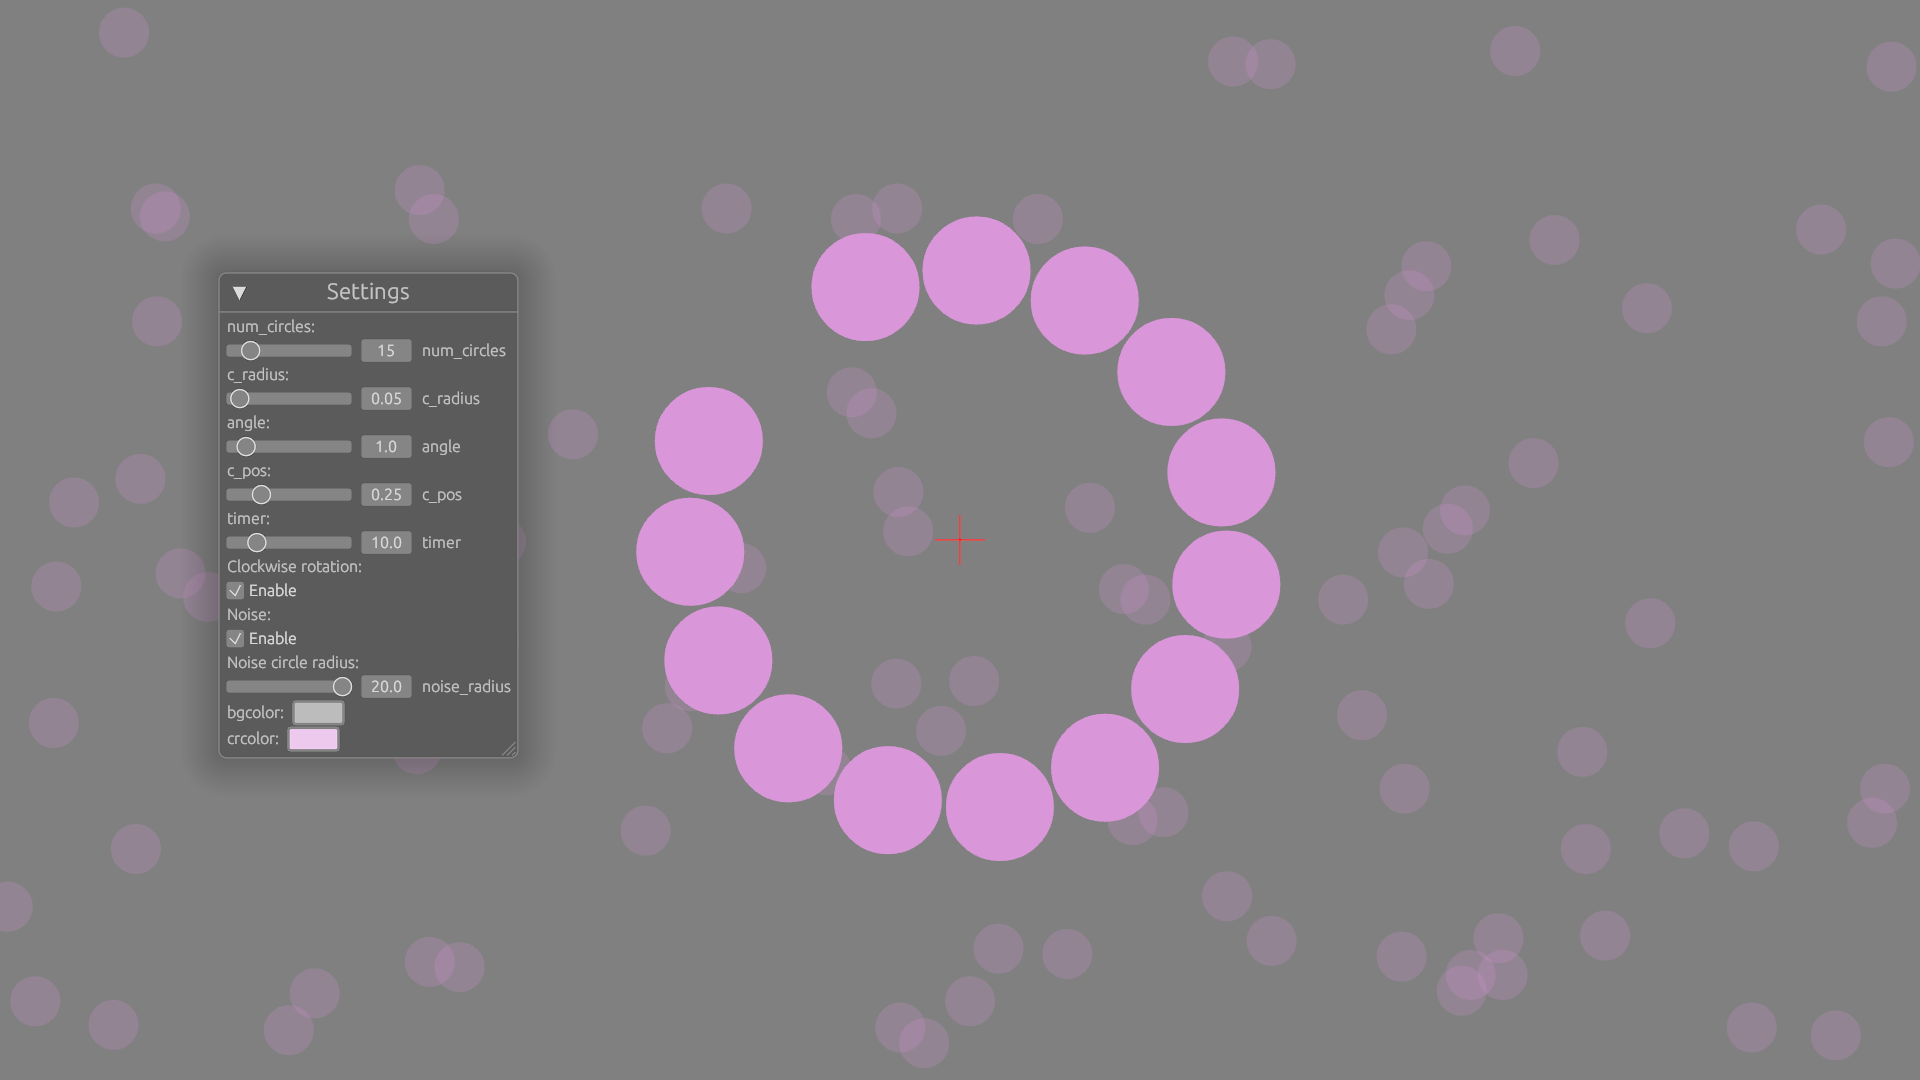 ▼ Settings
num_circles:
15 num_circles
c_radius:
0.05 c_radius
angle:
1.0 angle
c_pos:
0.25 c_pos
timer:
10.0 timer
Clockwise rotation:
Enable
Noise:
Enable
Noise circle radius:
20.0 noise_radius
bgcolor:
crcolor: